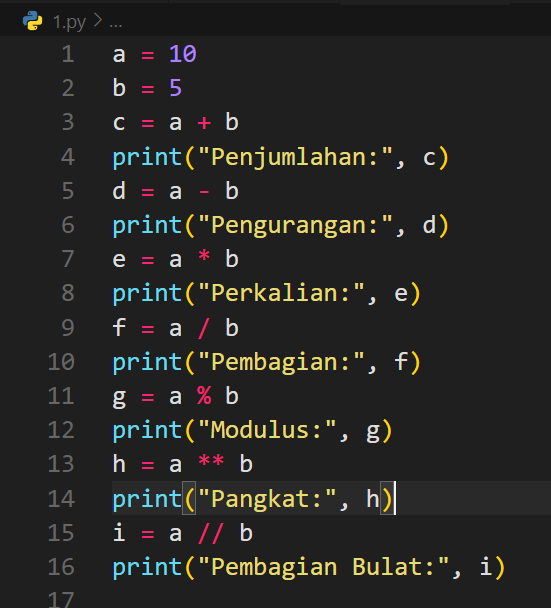 1.py > ...
1 a = 10
2 b = 5
3 c = a + b
4 print("Penjumlahan:", c)
5 d = a - b
6 print("Pengurangan:", d)
7 e = a * b
8 print("Perkalian:", e)
9 f = a / b
10 print("Pembagian:", f)
11 g = a % b
12 print("Modulus:", g)
13 h = a ** b
14 print("Pangkat:", h)
15 i = a // b
16 print("Pembagian Bulat:", i)
17